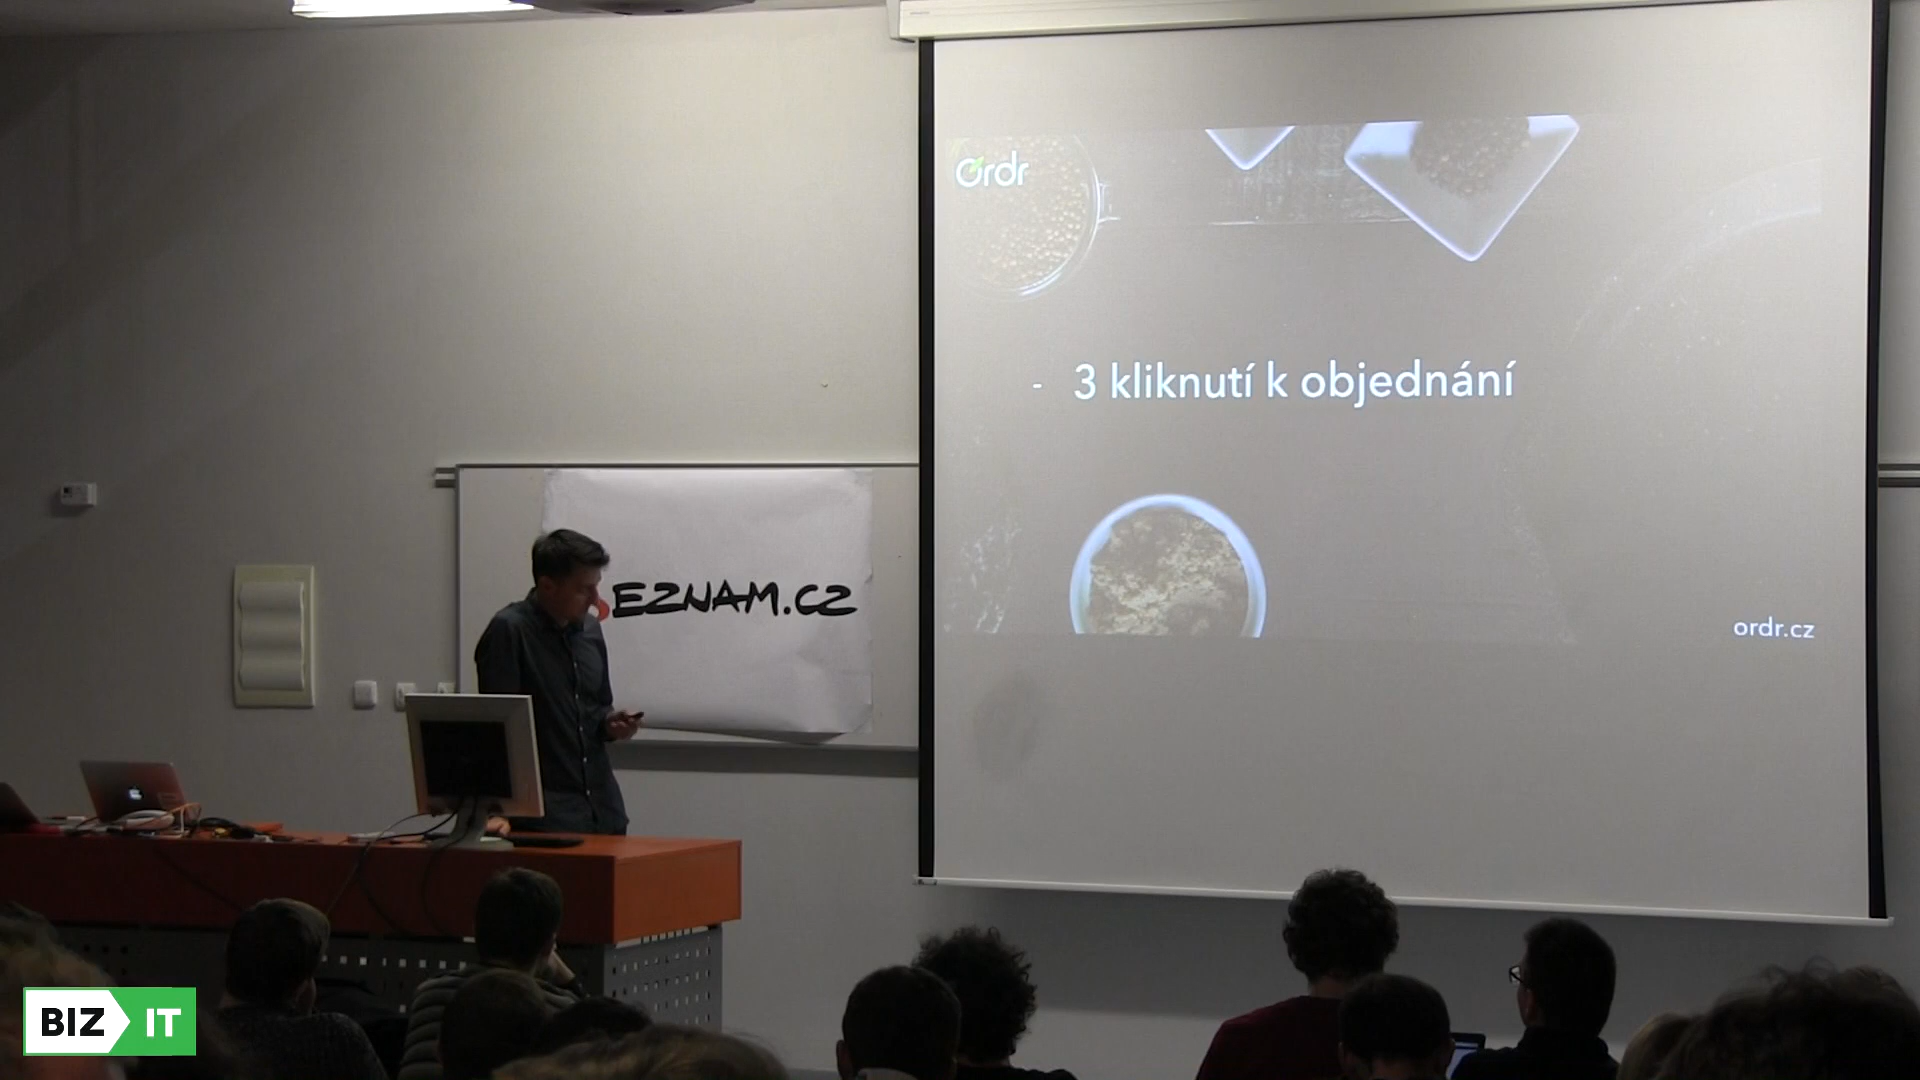 Ordr
- 3 kliknutí k objednání
ordr.cz
EZNAM.CZ
BIZ IT